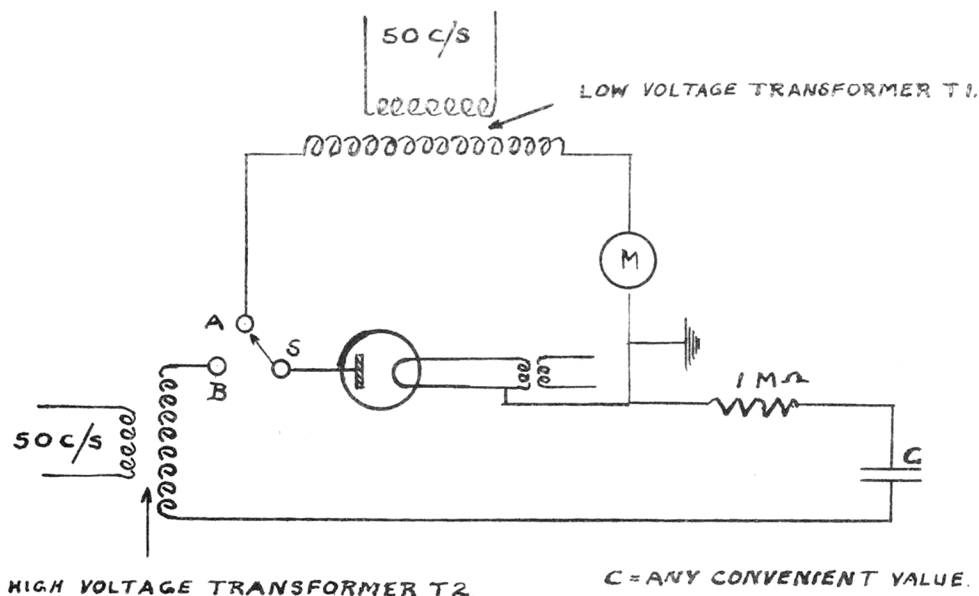 50 C/S
LOW VOLTAGE TRANSFORMER T1.
M
A
S
B
1 MΩ
50 C/S
C
HIGH VOLTAGE TRANSFORMER T2
C = ANY CONVENIENT VALUE.